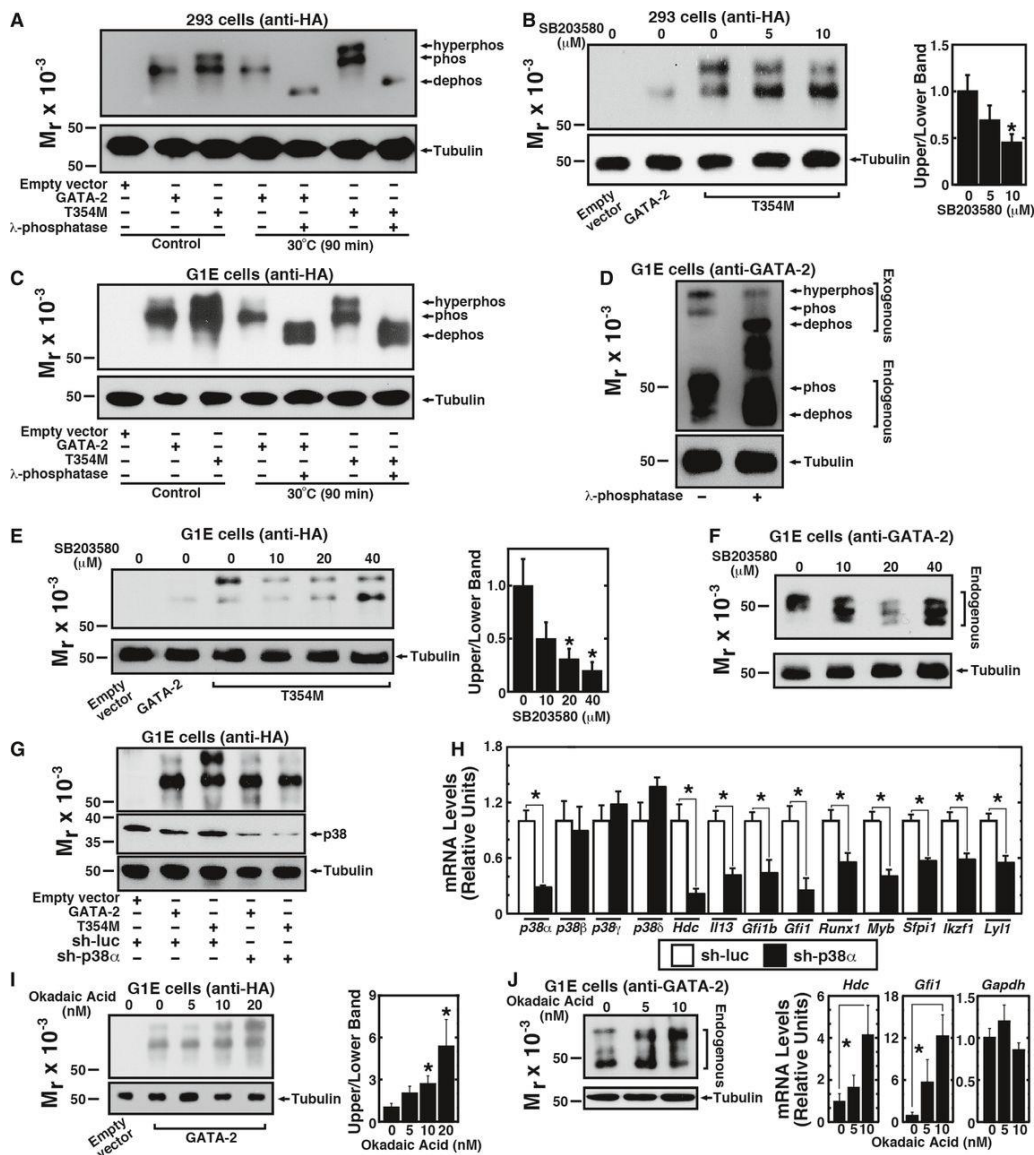 A
293 cells (anti-HA)
Mr x 10-3
hyperphos
phos
dephos
50
50
Tubulin
Empty vector + – – – – – –
GATA-2 – + – + + – –
T354M – – + – – + +
λ-phosphatase – – – – + – +
Control
30°C (90 min)
B
293 cells (anti-HA)
SB203580 (μM) 0 0 0 5 10
Mr x 10-3
50
50
Tubulin
Empty vector
GATA-2
T354M
Upper/Lower Band
1.5
1.0
0.5
0
*
0 5 10 (μM)
SB203580
C
G1E cells (anti-HA)
Mr x 10-3
hyperphos
phos
dephos
50
50
Tubulin
Empty vector + – – – – – –
GATA-2 – + – + + – –
T354M – – + – – + +
λ-phosphatase – – – – + – +
Control
30°C (90 min)
D
G1E cells (anti-GATA-2)
Mr x 10-3
hyperphos
phos
dephos
Exogenous
50
phos
dephos
Endogenous
50
Tubulin
λ-phosphatase – +
E
G1E cells (anti-HA)
SB203580 (μM) 0 0 0 10 20 40
Mr x 10-3
50
50
Tubulin
Empty vector
GATA-2
T354M
Upper/Lower Band
1.0
0.5
0
* *
0 10 20 40
SB203580 (μM)
F
G1E cells (anti-GATA-2)
SB203580 (μM) 0 10 20 40
Mr x 10-3
50
Endogenous
50
Tubulin
G
G1E cells (anti-HA)
Mr x 10-3
50
40
35
p38
50
Tubulin
Empty vector + – – – –
GATA-2 – + – + –
T354M – – + – +
sh-luc + + + – –
sh-p38α – – – + +
H
mRNA Levels (Relative Units)
1.8
1.2
0.6
0
* * * * * * * * * *
p38α p38β p38γ p38δ Hdc Il13 Gfi1b Gfi1 Runx1 Myb Sfpi1 Ikzf1 Lyl1
sh-luc
sh-p38α
I
G1E cells (anti-HA)
Okadaic Acid (nM) 0 0 5 10 20
Mr x 10-3
50
50
Tubulin
Empty vector
GATA-2
Upper/Lower Band
9
6
3
0
* *
0 5 10 20
Okadaic Acid (nM)
J
G1E cells (anti-GATA-2)
Okadaic Acid (nM) 0 5 10
Mr x 10-3
50
Endogenous
50
Tubulin
mRNA Levels (Relative Units)
Hdc
6
4
2
0
*
0 5 10
Gfi1
9
6
3
0
*
0 5 10
Gapdh
1.5
1.0
0.5
0
0 5 10
Okadaic Acid (nM)